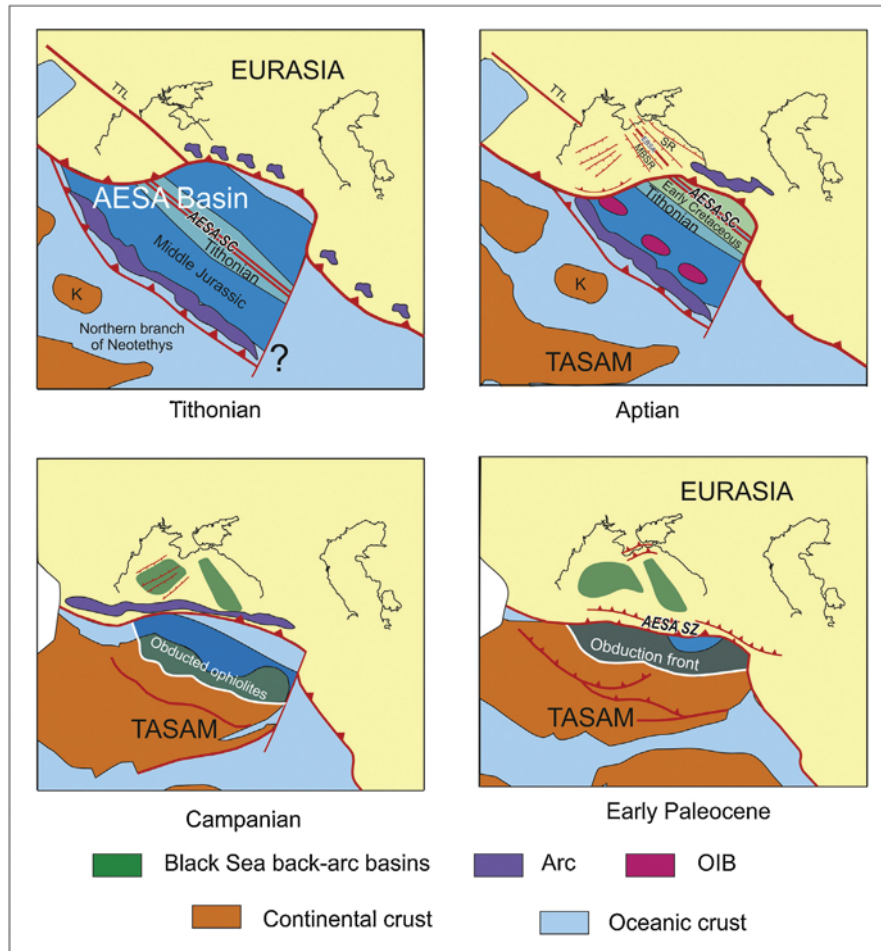 EURASIA
TTL
AESA Basin
AESA SC
Tithonian
Middle Jurassic
K
Northern branch
of Neotethys
?
Tithonian
TTL
SR
MBSR
AESA SC
Early Cretaceous
Tithonian
K
TASAM
Aptian
Obducted ophiolites
TASAM
Campanian
EURASIA
AESA SZ
Obduction front
TASAM
Early Paleocene
Black Sea back-arc basins
Arc
OIB
Continental crust
Oceanic crust